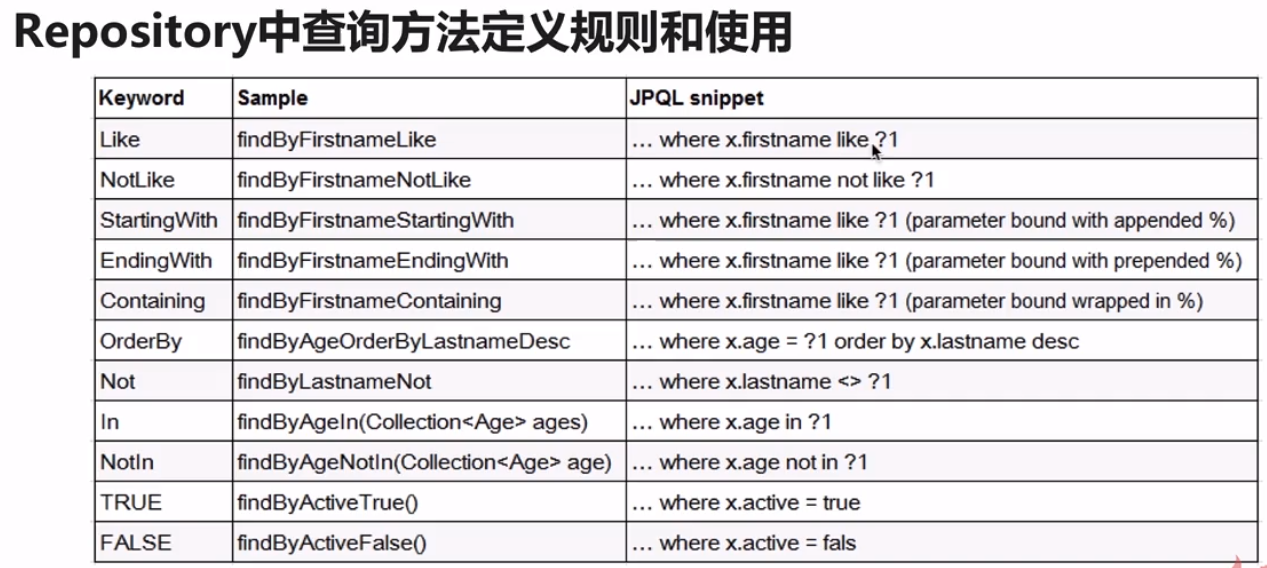 Repository中查询方法定义规则和使用
Keyword Sample JPQL snippet
Like findByFirstnameLike … where x.firstname like ?1
NotLike findByFirstnameNotLike … where x.firstname not like ?1
StartingWith findByFirstnameStartingWith … where x.firstname like ?1 (parameter bound with appended %)
EndingWith findByFirstnameEndingWith … where x.firstname like ?1 (parameter bound with prepended %)
Containing findByFirstnameContaining … where x.firstname like ?1 (parameter bound wrapped in %)
OrderBy findByAgeOrderByLastnameDesc … where x.age = ?1 order by x.lastname desc
Not findByLastnameNot … where x.lastname <> ?1
In findByAgeIn(Collection<Age> ages) … where x.age in ?1
NotIn findByAgeNotIn(Collection<Age> age) … where x.age not in ?1
TRUE findByActiveTrue() … where x.active = true
FALSE findByActiveFalse() … where x.active = fals